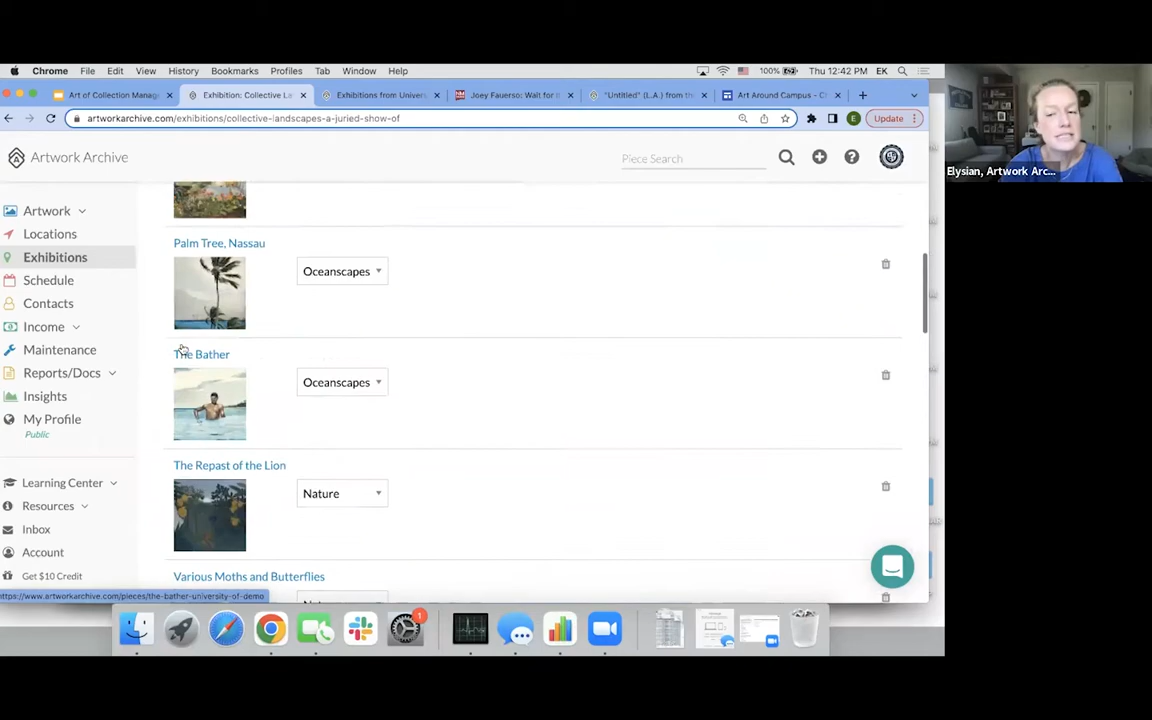 Chrome File Edit View History Bookmarks Profiles Tab Window Help 100% Thu 12:42 PM EK
Art of Collection Manage Exhibition: Collective La Exhibitions from Univers Joey Fauerso: Wait for i "Untitled" (L.A.) from the Art Around Campus - C
artworkarchive.com/exhibitions/collective-landscapes-a-juried-show-of E Update
Artwork Archive Piece Search
Elysian, Artwork Arc...
Artwork
Locations
Exhibitions
Schedule
Contacts
Income
Maintenance
Reports/Docs
Insights
My Profile
Public
Learning Center
Resources
Inbox
Account
Get $10 Credit
Palm Tree, Nassau
Oceanscapes
The Bather
Oceanscapes
The Repast of the Lion
Nature
Various Moths and Butterflies
https://www.artworkarchive.com/pieces/the-bather-university-of-demo
1